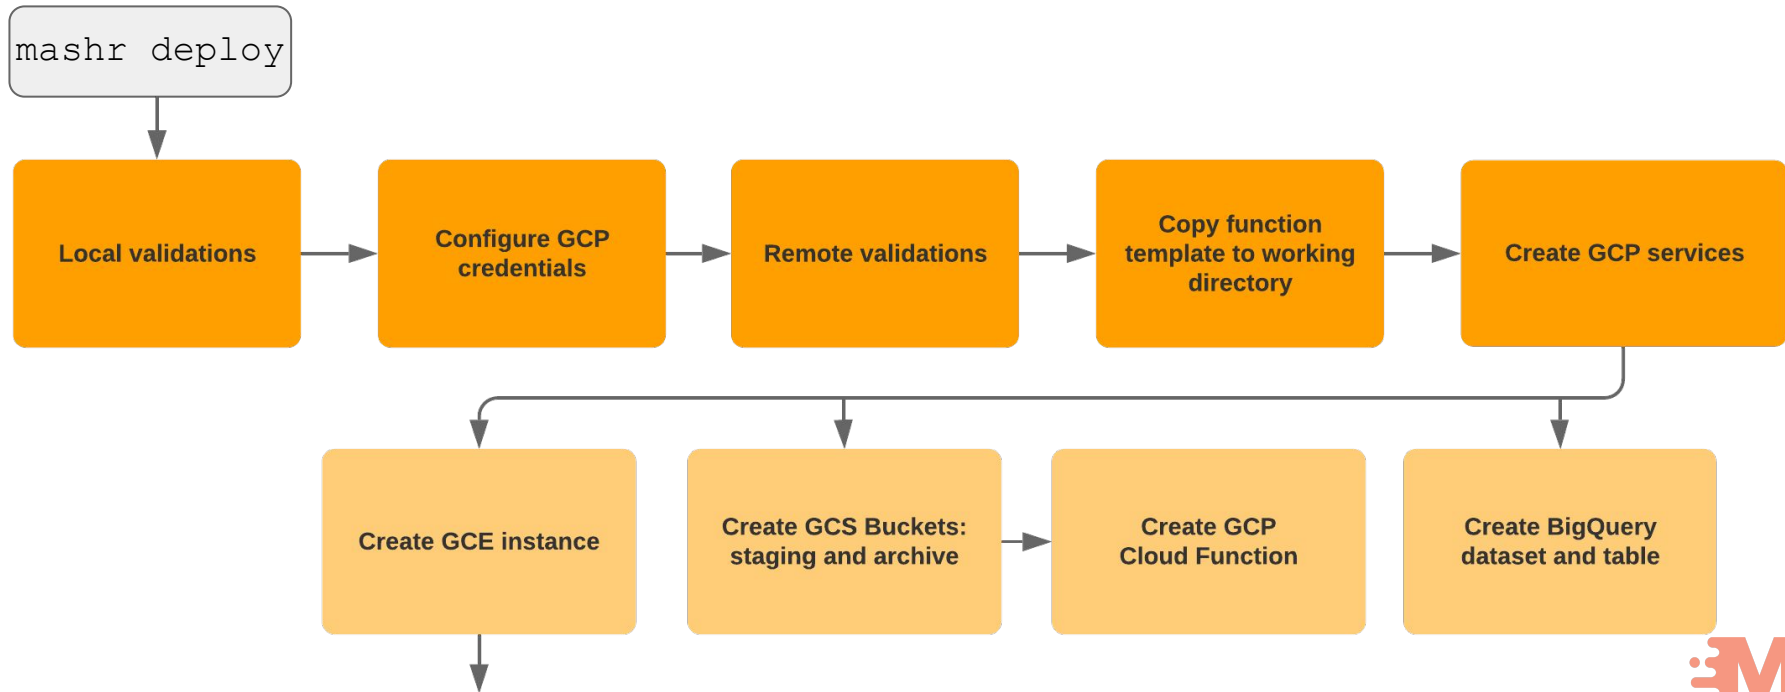 mashr deploy
Local validations
Configure GCP
credentials
Remote validations
Copy function
template to working
directory
Create GCP services
Create GCE instance
Create GCS Buckets:
staging and archive
Create GCP
Cloud Function
Create BigQuery
dataset and table
M